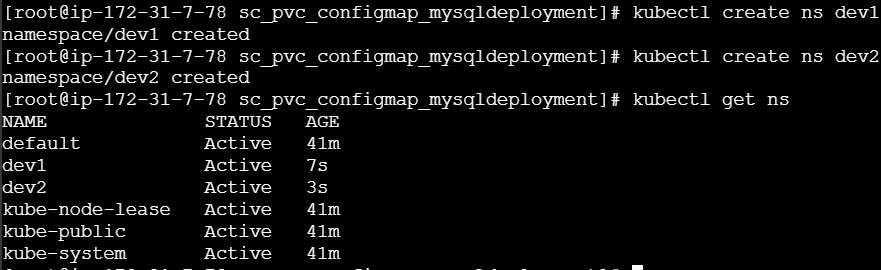 [root@ip-172-31-7-78 sc_pvc_configmap_mysqldeployment]# kubectl create ns dev1
namespace/dev1 created
[root@ip-172-31-7-78 sc_pvc_configmap_mysqldeployment]# kubectl create ns dev2
namespace/dev2 created
[root@ip-172-31-7-78 sc_pvc_configmap_mysqldeployment]# kubectl get ns
NAME STATUS AGE
default Active 41m
dev1 Active 7s
dev2 Active 3s
kube-node-lease Active 41m
kube-public Active 41m
kube-system Active 41m